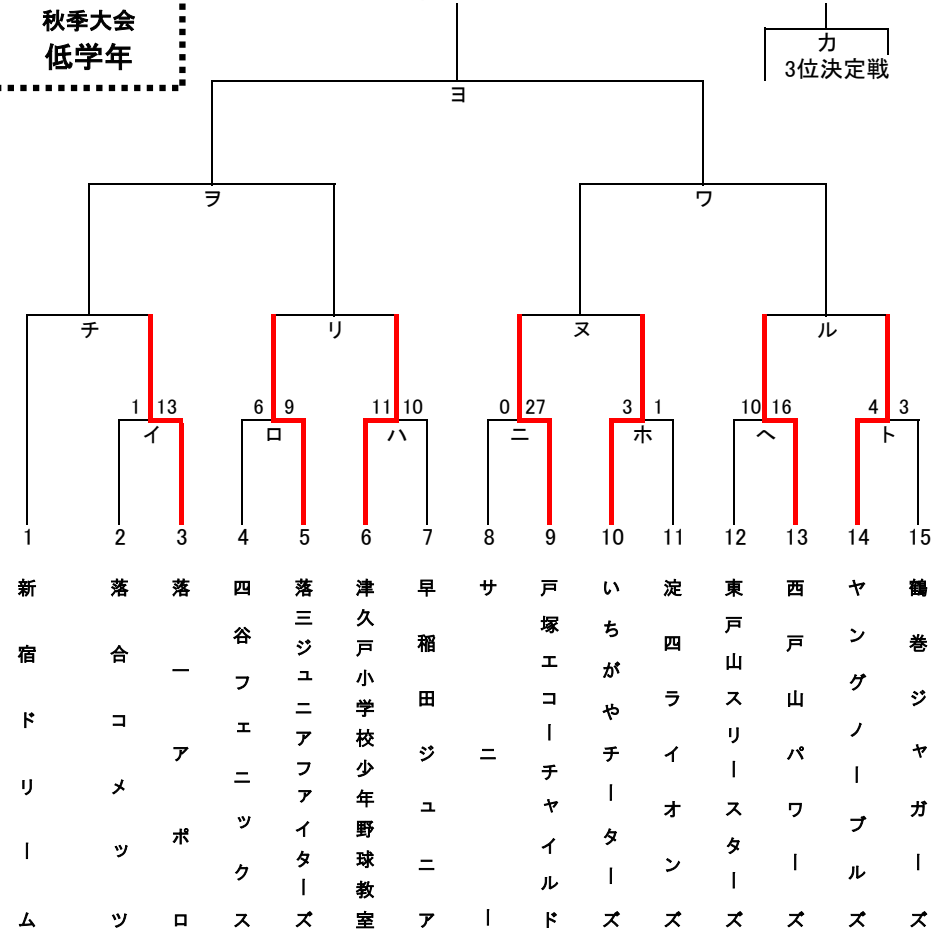 秋季大会
低学年
カ
3位決定戦
ヨ
ヲ
ワ
チ
リ
ヌ
ル
1 13
6 9
11 10
0 27
3 1
10 16
4 3
イ
ロ
ハ
ニ
ホ
ヘ
ト
1
2
3
4
5
6
7
8
9
10
11
12
13
14
15
新宿ドリーム
落合コメッツ
落一アポロ
四谷フェニックス
落三ジュニアファイターズ
津久戸小学校少年野球教室
早稲田ジュニア
サニー
戸塚エコーチャイルド
いちがやチーターズ
淀四ライオンズ
東戸山スリースターズ
西戸山パワーズ
ヤングノーブルズ
鶴巻ジャガーズ